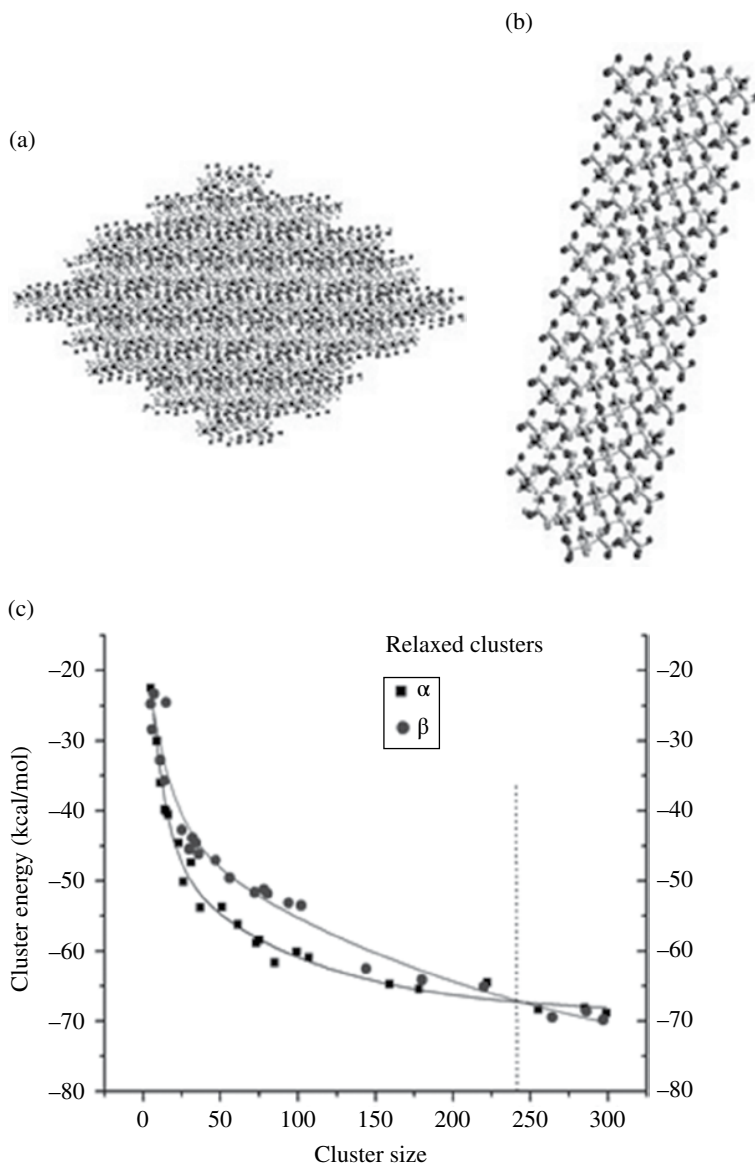 (b)
(a)
(c)
Relaxed clusters
α
β
−20
−30
−40
−50
−60
−70
−80
−20
−30
−40
−50
−60
−70
−80
Cluster energy (kcal/mol)
0 50 100 150 200 250 300
Cluster size